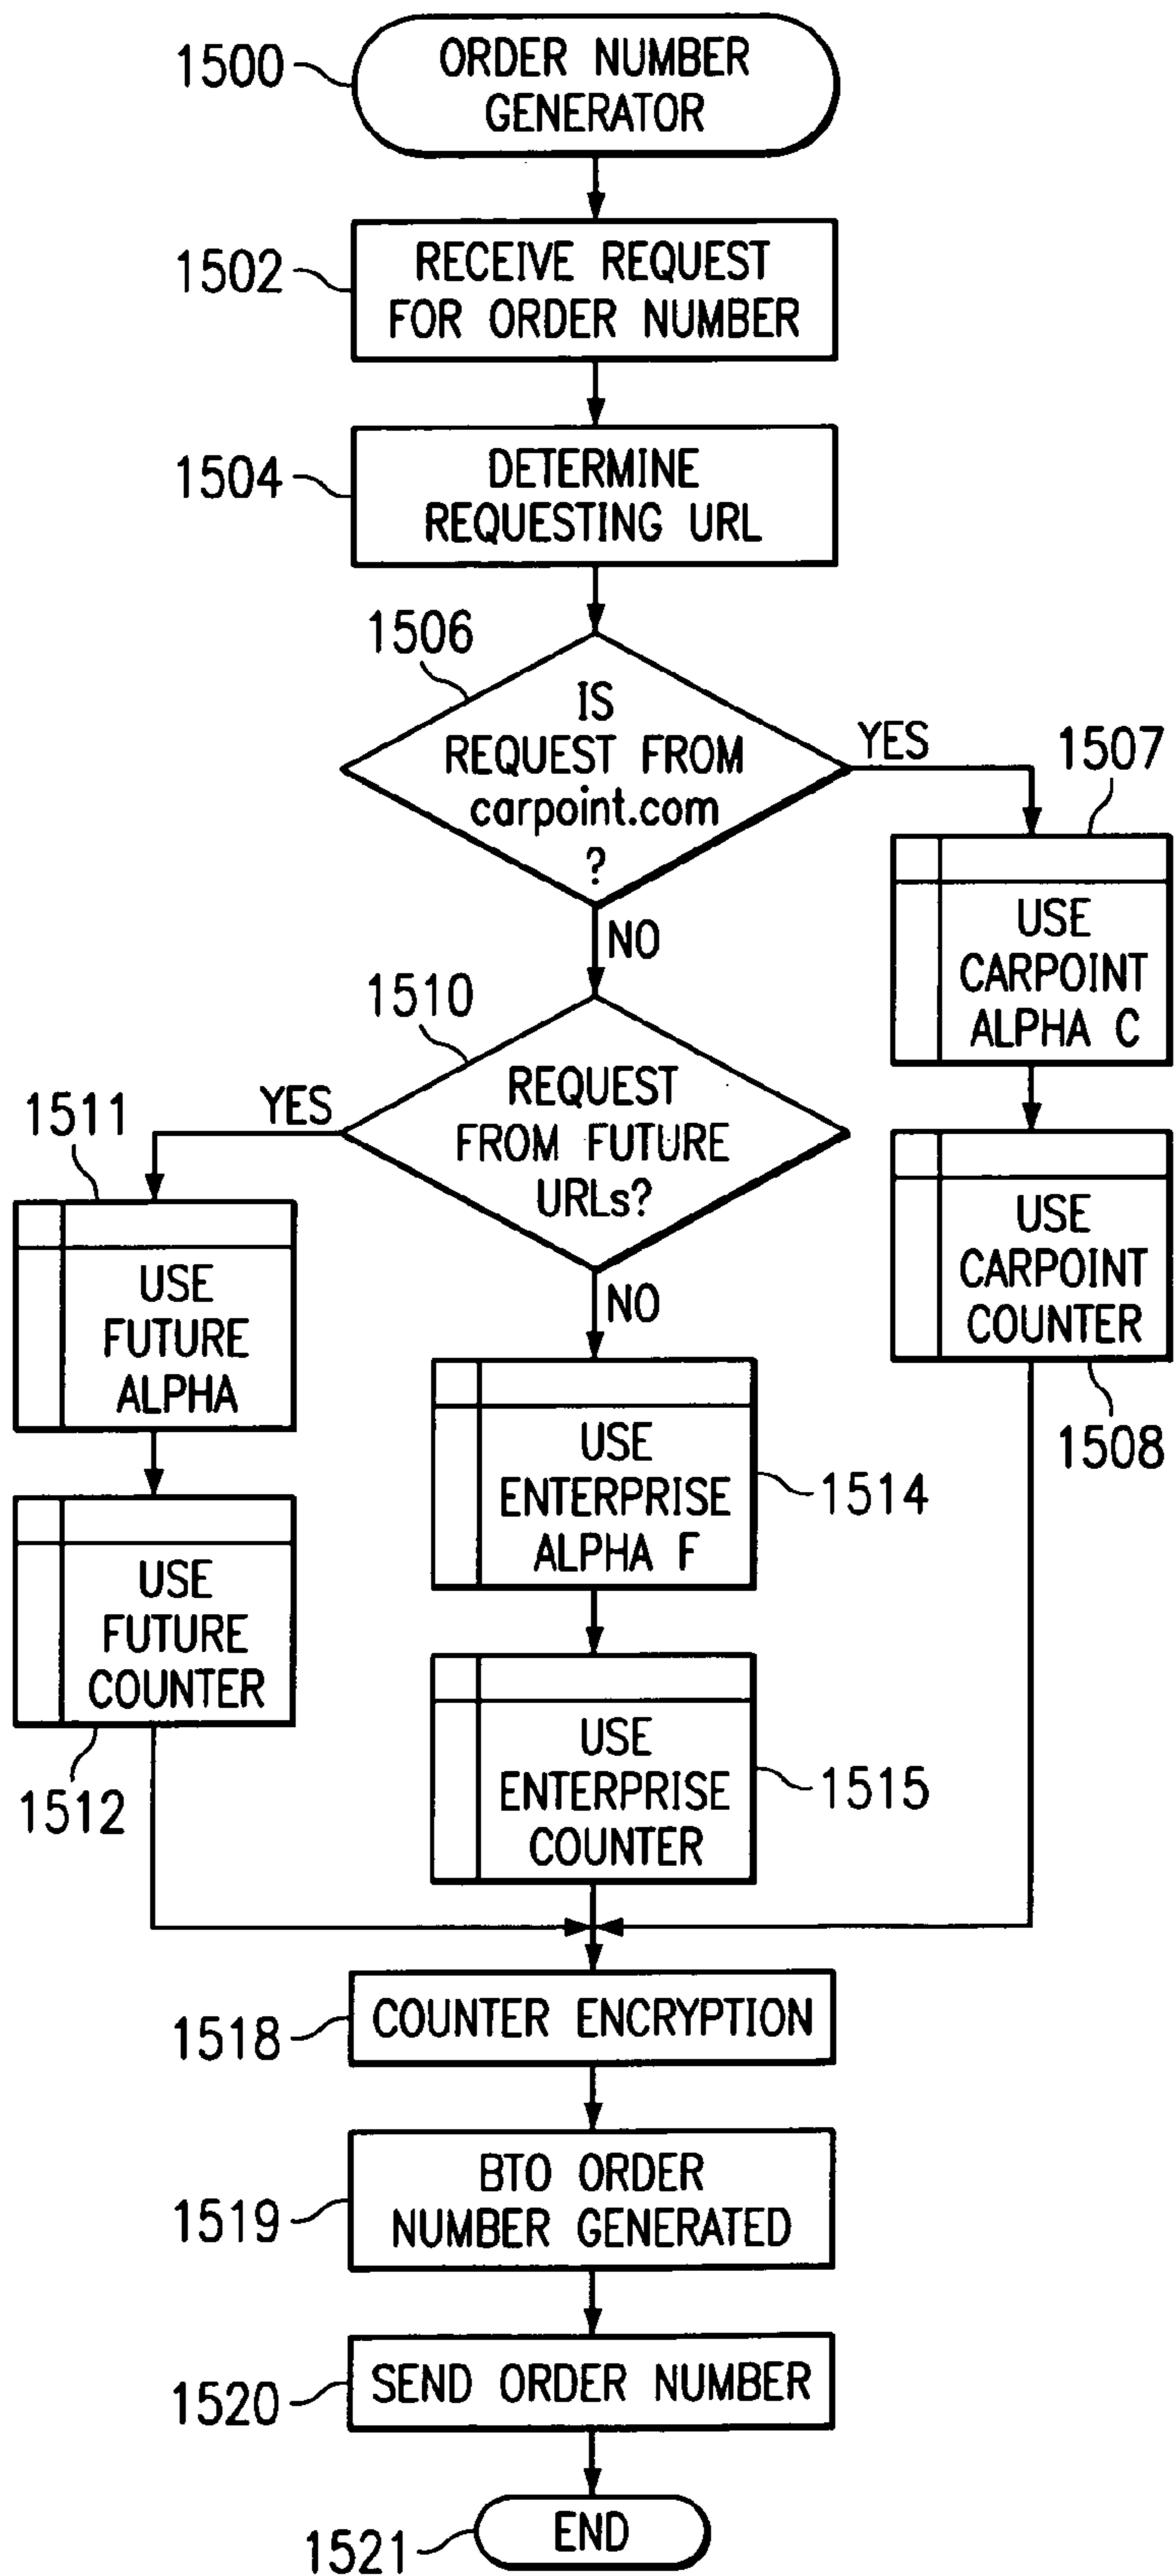 1500
ORDER NUMBER
GENERATOR
1502
RECEIVE REQUEST
FOR ORDER NUMBER
1504
DETERMINE
REQUESTING URL
1506
IS
REQUEST FROM
carpoint.com
?
YES
NO
1507
USE
CARPOINT
ALPHA C
USE
CARPOINT
COUNTER
1508
1510
REQUEST
FROM FUTURE
URLs?
YES
NO
1511
USE
FUTURE
ALPHA
USE
FUTURE
COUNTER
1512
USE
ENTERPRISE
ALPHA F
1514
USE
ENTERPRISE
COUNTER
1515
1518
COUNTER ENCRYPTION
1519
BTO ORDER
NUMBER GENERATED
1520
SEND ORDER NUMBER
1521
END